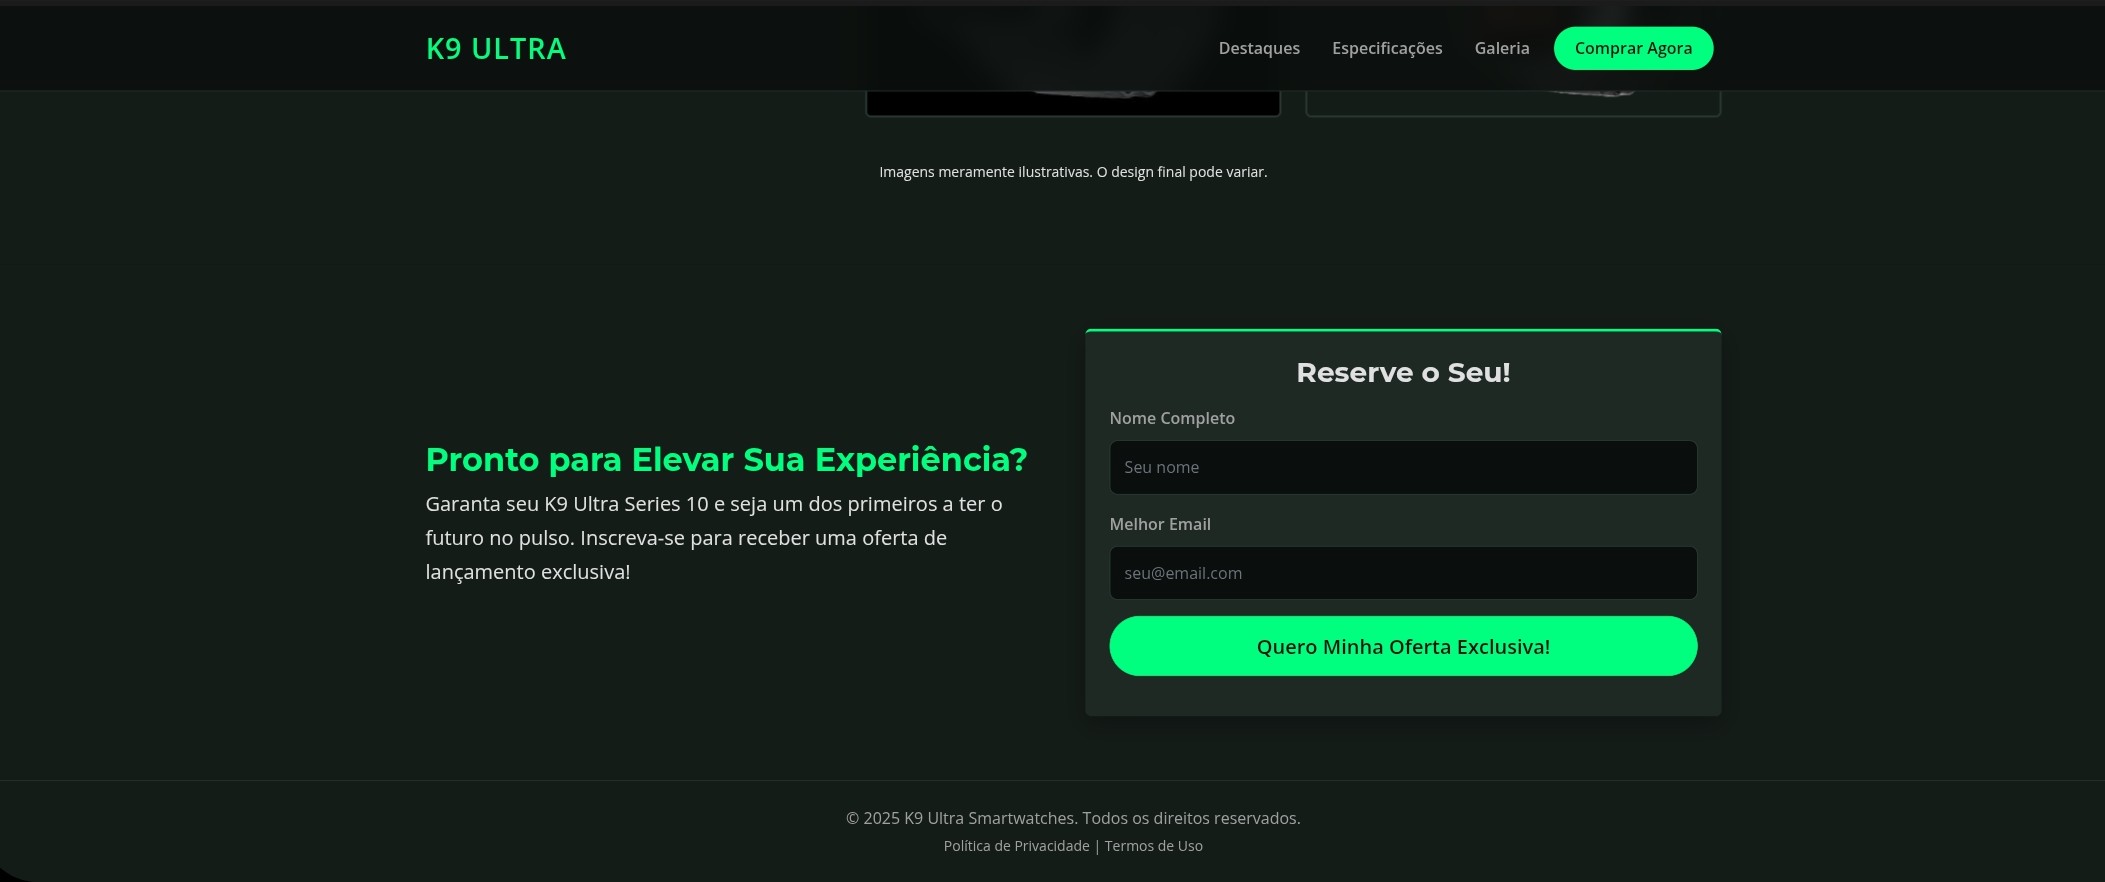 K9 ULTRA
Destaques
Especificações
Galeria
Comprar Agora
Imagens meramente ilustrativas. O design final pode variar.
Pronto para Elevar Sua Experiência?
Garanta seu K9 Ultra Series 10 e seja um dos primeiros a ter o
futuro no pulso. Inscreva-se para receber uma oferta de
lançamento exclusiva!
Reserve o Seu!
Nome Completo
Seu nome
Melhor Email
seu@email.com
Quero Minha Oferta Exclusiva!
© 2025 K9 Ultra Smartwatches. Todos os direitos reservados.
Política de Privacidade | Termos de Uso